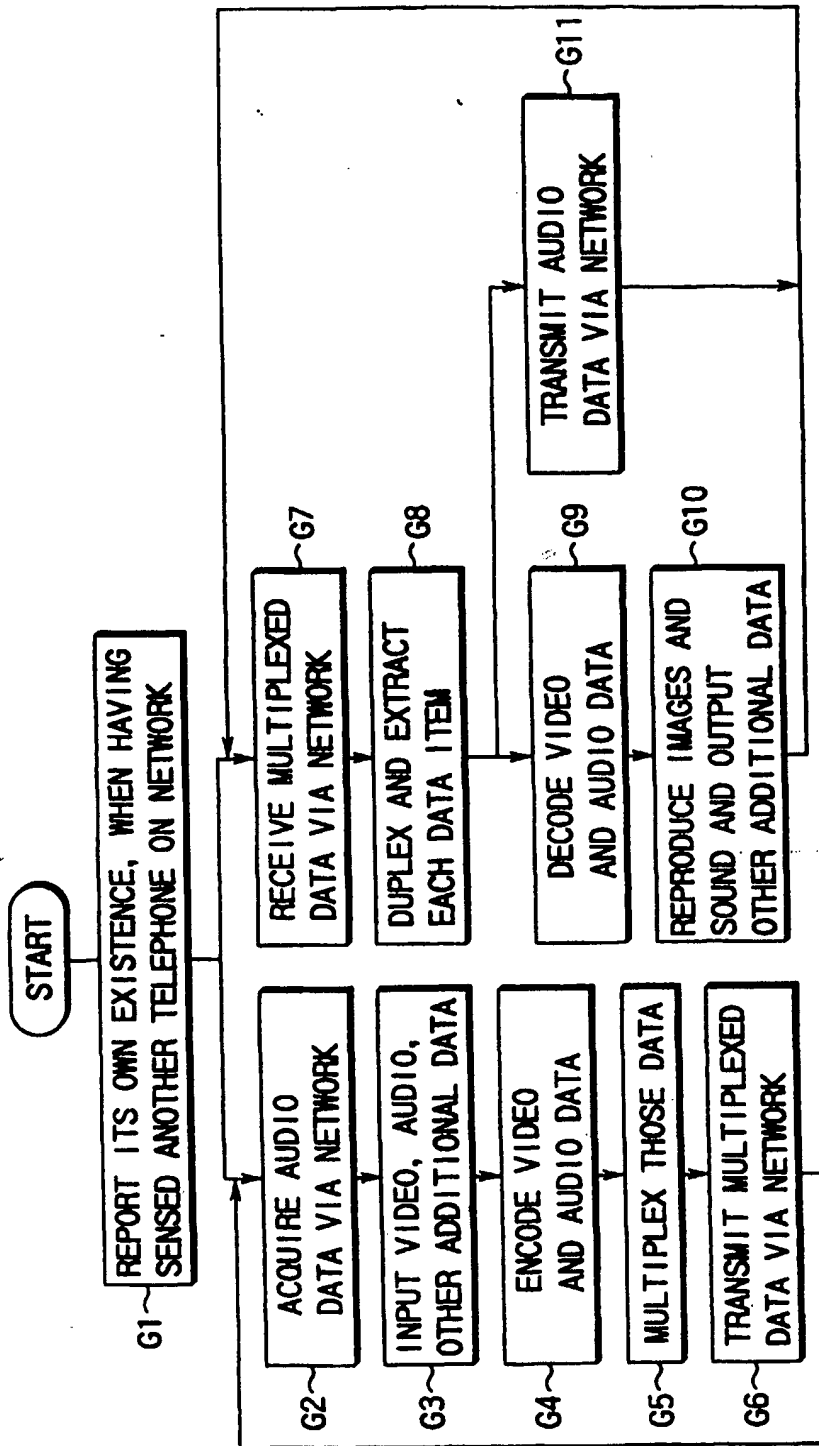 START
REPORT ITS OWN EXISTENCE, WHEN HAVING
SENSED ANOTHER TELEPHONE ON NETWORK
G1
ACQUIRE AUDIO
DATA VIA NETWORK
G2
INPUT VIDEO, AUDIO,
OTHER ADDITIONAL DATA
G3
ENCODE VIDEO
AND AUDIO DATA
G4
MULTIPLEX THOSE DATA
G5
TRANSMIT MULTIPLEXED
DATA VIA NETWORK
G6
RECEIVE MULTIPLEXED
DATA VIA NETWORK
G7
DUPLEX AND EXTRACT
EACH DATA ITEM
G8
DECODE VIDEO
AND AUDIO DATA
G9
REPRODUCE IMAGES AND
SOUND AND OUTPUT
OTHER ADDITIONAL DATA
G10
TRANSMIT AUDIO
DATA VIA NETWORK
G11